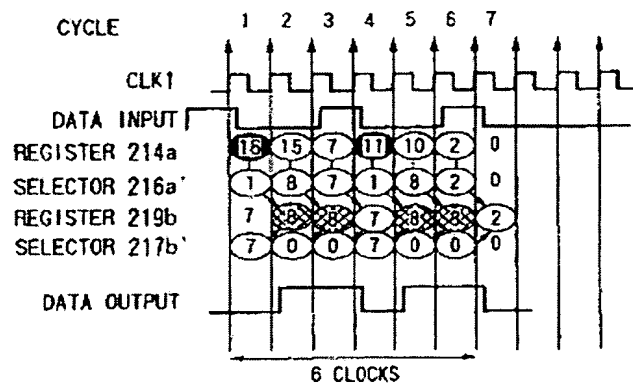 CYCLE 1 2 3 4 5 6 7
CLK1
DATA INPUT
REGISTER 214a 16 15 7 11 10 2 0
SELECTOR 216a' 1 8 7 1 8 2 0
REGISTER 219b 7 8 8 7 8 8 2
SELECTOR 217b' 7 0 0 7 0 0 0
DATA OUTPUT
6 CLOCKS